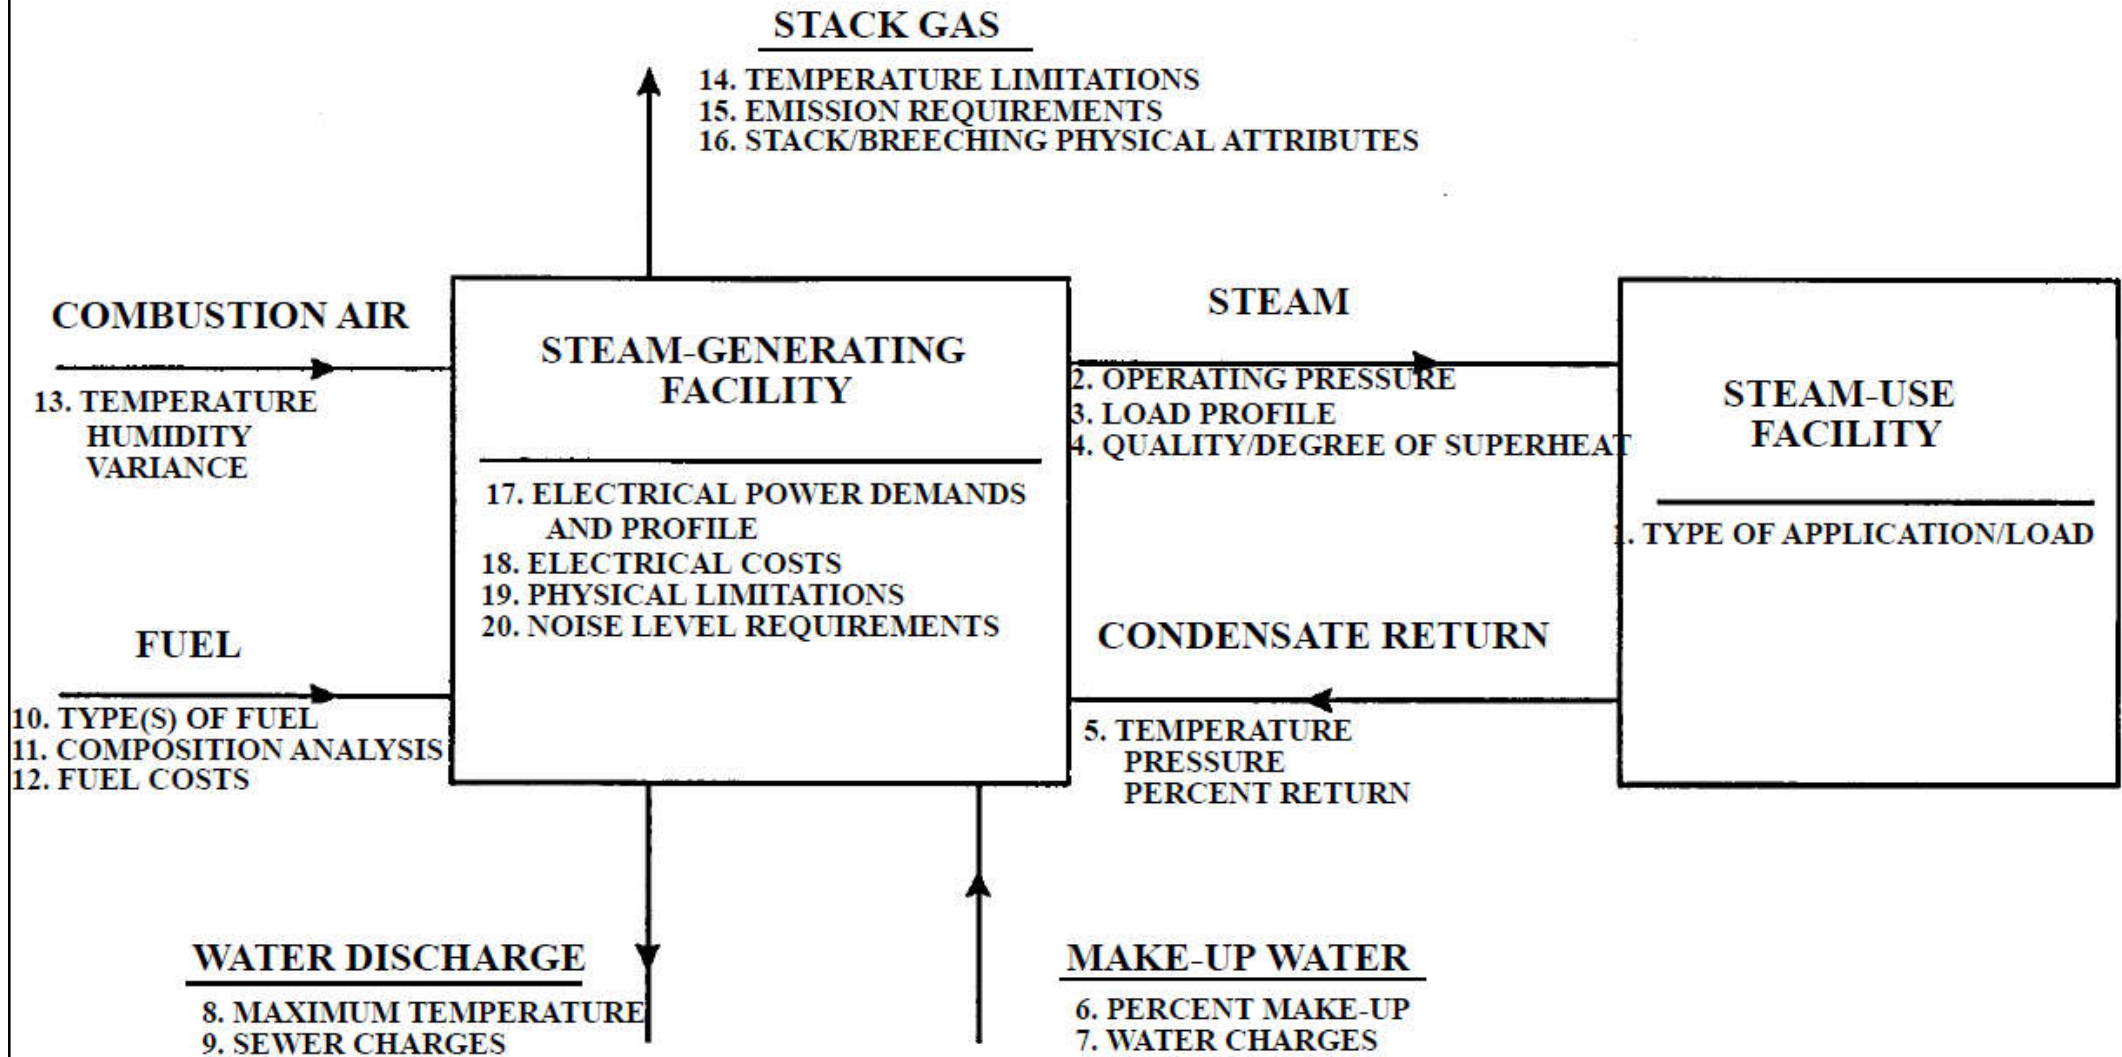 STACK GAS
14. TEMPERATURE LIMITATIONS
15. EMISSION REQUIREMENTS
16. STACK/BREECHING PHYSICAL ATTRIBUTES
COMBUSTION AIR
13. TEMPERATURE
HUMIDITY
VARIANCE
FUEL
10. TYPE(S) OF FUEL
11. COMPOSITION ANALYSIS
12. FUEL COSTS
STEAM-GENERATING
FACILITY
17. ELECTRICAL POWER DEMANDS
AND PROFILE
18. ELECTRICAL COSTS
19. PHYSICAL LIMITATIONS
20. NOISE LEVEL REQUIREMENTS
STEAM
2. OPERATING PRESSURE
3. LOAD PROFILE
4. QUALITY/DEGREE OF SUPERHEAT
CONDENSATE RETURN
5. TEMPERATURE
PRESSURE
PERCENT RETURN
STEAM-USE
FACILITY
1. TYPE OF APPLICATION/LOAD
WATER DISCHARGE
8. MAXIMUM TEMPERATURE
9. SEWER CHARGES
MAKE-UP WATER
6. PERCENT MAKE-UP
7. WATER CHARGES